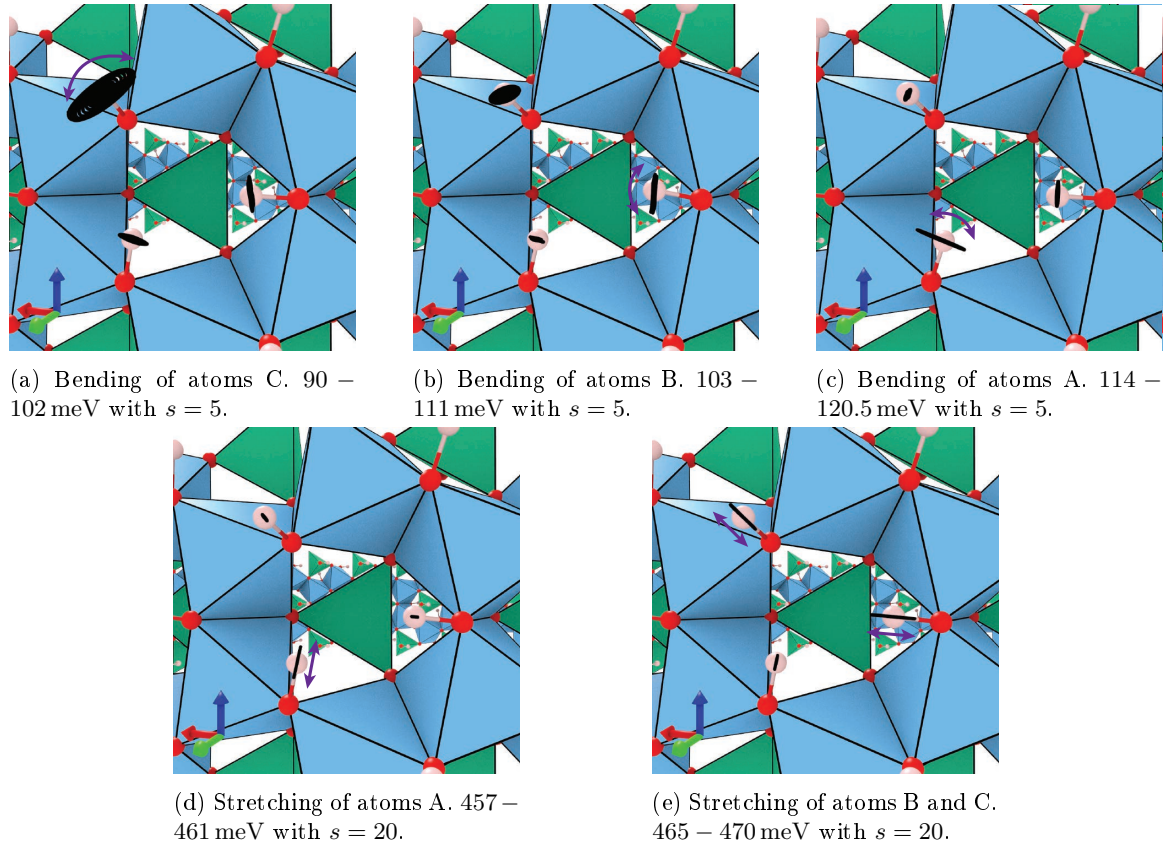 (a) Bending of atoms C. 90 –
102 meV with s = 5.
(b) Bending of atoms B. 103 –
111 meV with s = 5.
(c) Bending of atoms A. 114 –
120.5 meV with s = 5.
(d) Stretching of atoms A. 457 –
461 meV with s = 20.
(e) Stretching of atoms B and C.
465 – 470 meV with s = 20.